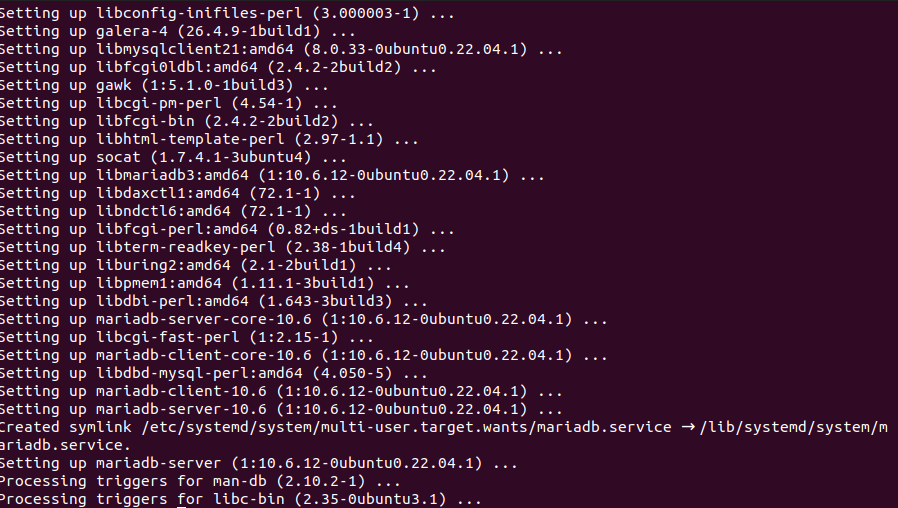 Setting up libconfig-inifiles-perl (3.000003-1) ...
Setting up galera-4 (26.4.9-1build1) ...
Setting up libmysqlclient21:amd64 (8.0.33-0ubuntu0.22.04.1) ...
Setting up libfcgi0ldbl:amd64 (2.4.2-2build2) ...
Setting up gawk (1:5.1.0-1build3) ...
Setting up libcgi-pm-perl (4.54-1) ...
Setting up libfcgi-bin (2.4.2-2build2) ...
Setting up libhtml-template-perl (2.97-1.1) ...
Setting up socat (1.7.4.1-3ubuntu4) ...
Setting up libmariadb3:amd64 (1:10.6.12-0ubuntu0.22.04.1) ...
Setting up libdaxctl1:amd64 (72.1-1) ...
Setting up libndctl6:amd64 (72.1-1) ...
Setting up libfcgi-perl:amd64 (0.82+ds-1build1) ...
Setting up libterm-readkey-perl (2.38-1build4) ...
Setting up liburing2:amd64 (2.1-2build1) ...
Setting up libpmem1:amd64 (1.11.1-3build1) ...
Setting up libdbi-perl:amd64 (1.643-3build3) ...
Setting up mariadb-server-core-10.6 (1:10.6.12-0ubuntu0.22.04.1) ...
Setting up libcgi-fast-perl (1:2.15-1) ...
Setting up mariadb-client-core-10.6 (1:10.6.12-0ubuntu0.22.04.1) ...
Setting up libdbd-mysql-perl:amd64 (4.050-5) ...
Setting up mariadb-client-10.6 (1:10.6.12-0ubuntu0.22.04.1) ...
Setting up mariadb-server-10.6 (1:10.6.12-0ubuntu0.22.04.1) ...
Created symlink /etc/systemd/system/multi-user.target.wants/mariadb.service → /lib/systemd/system/m
ariadb.service.
Setting up mariadb-server (1:10.6.12-0ubuntu0.22.04.1) ...
Processing triggers for man-db (2.10.2-1) ...
Processing triggers for libc-bin (2.35-0ubuntu3.1) ...